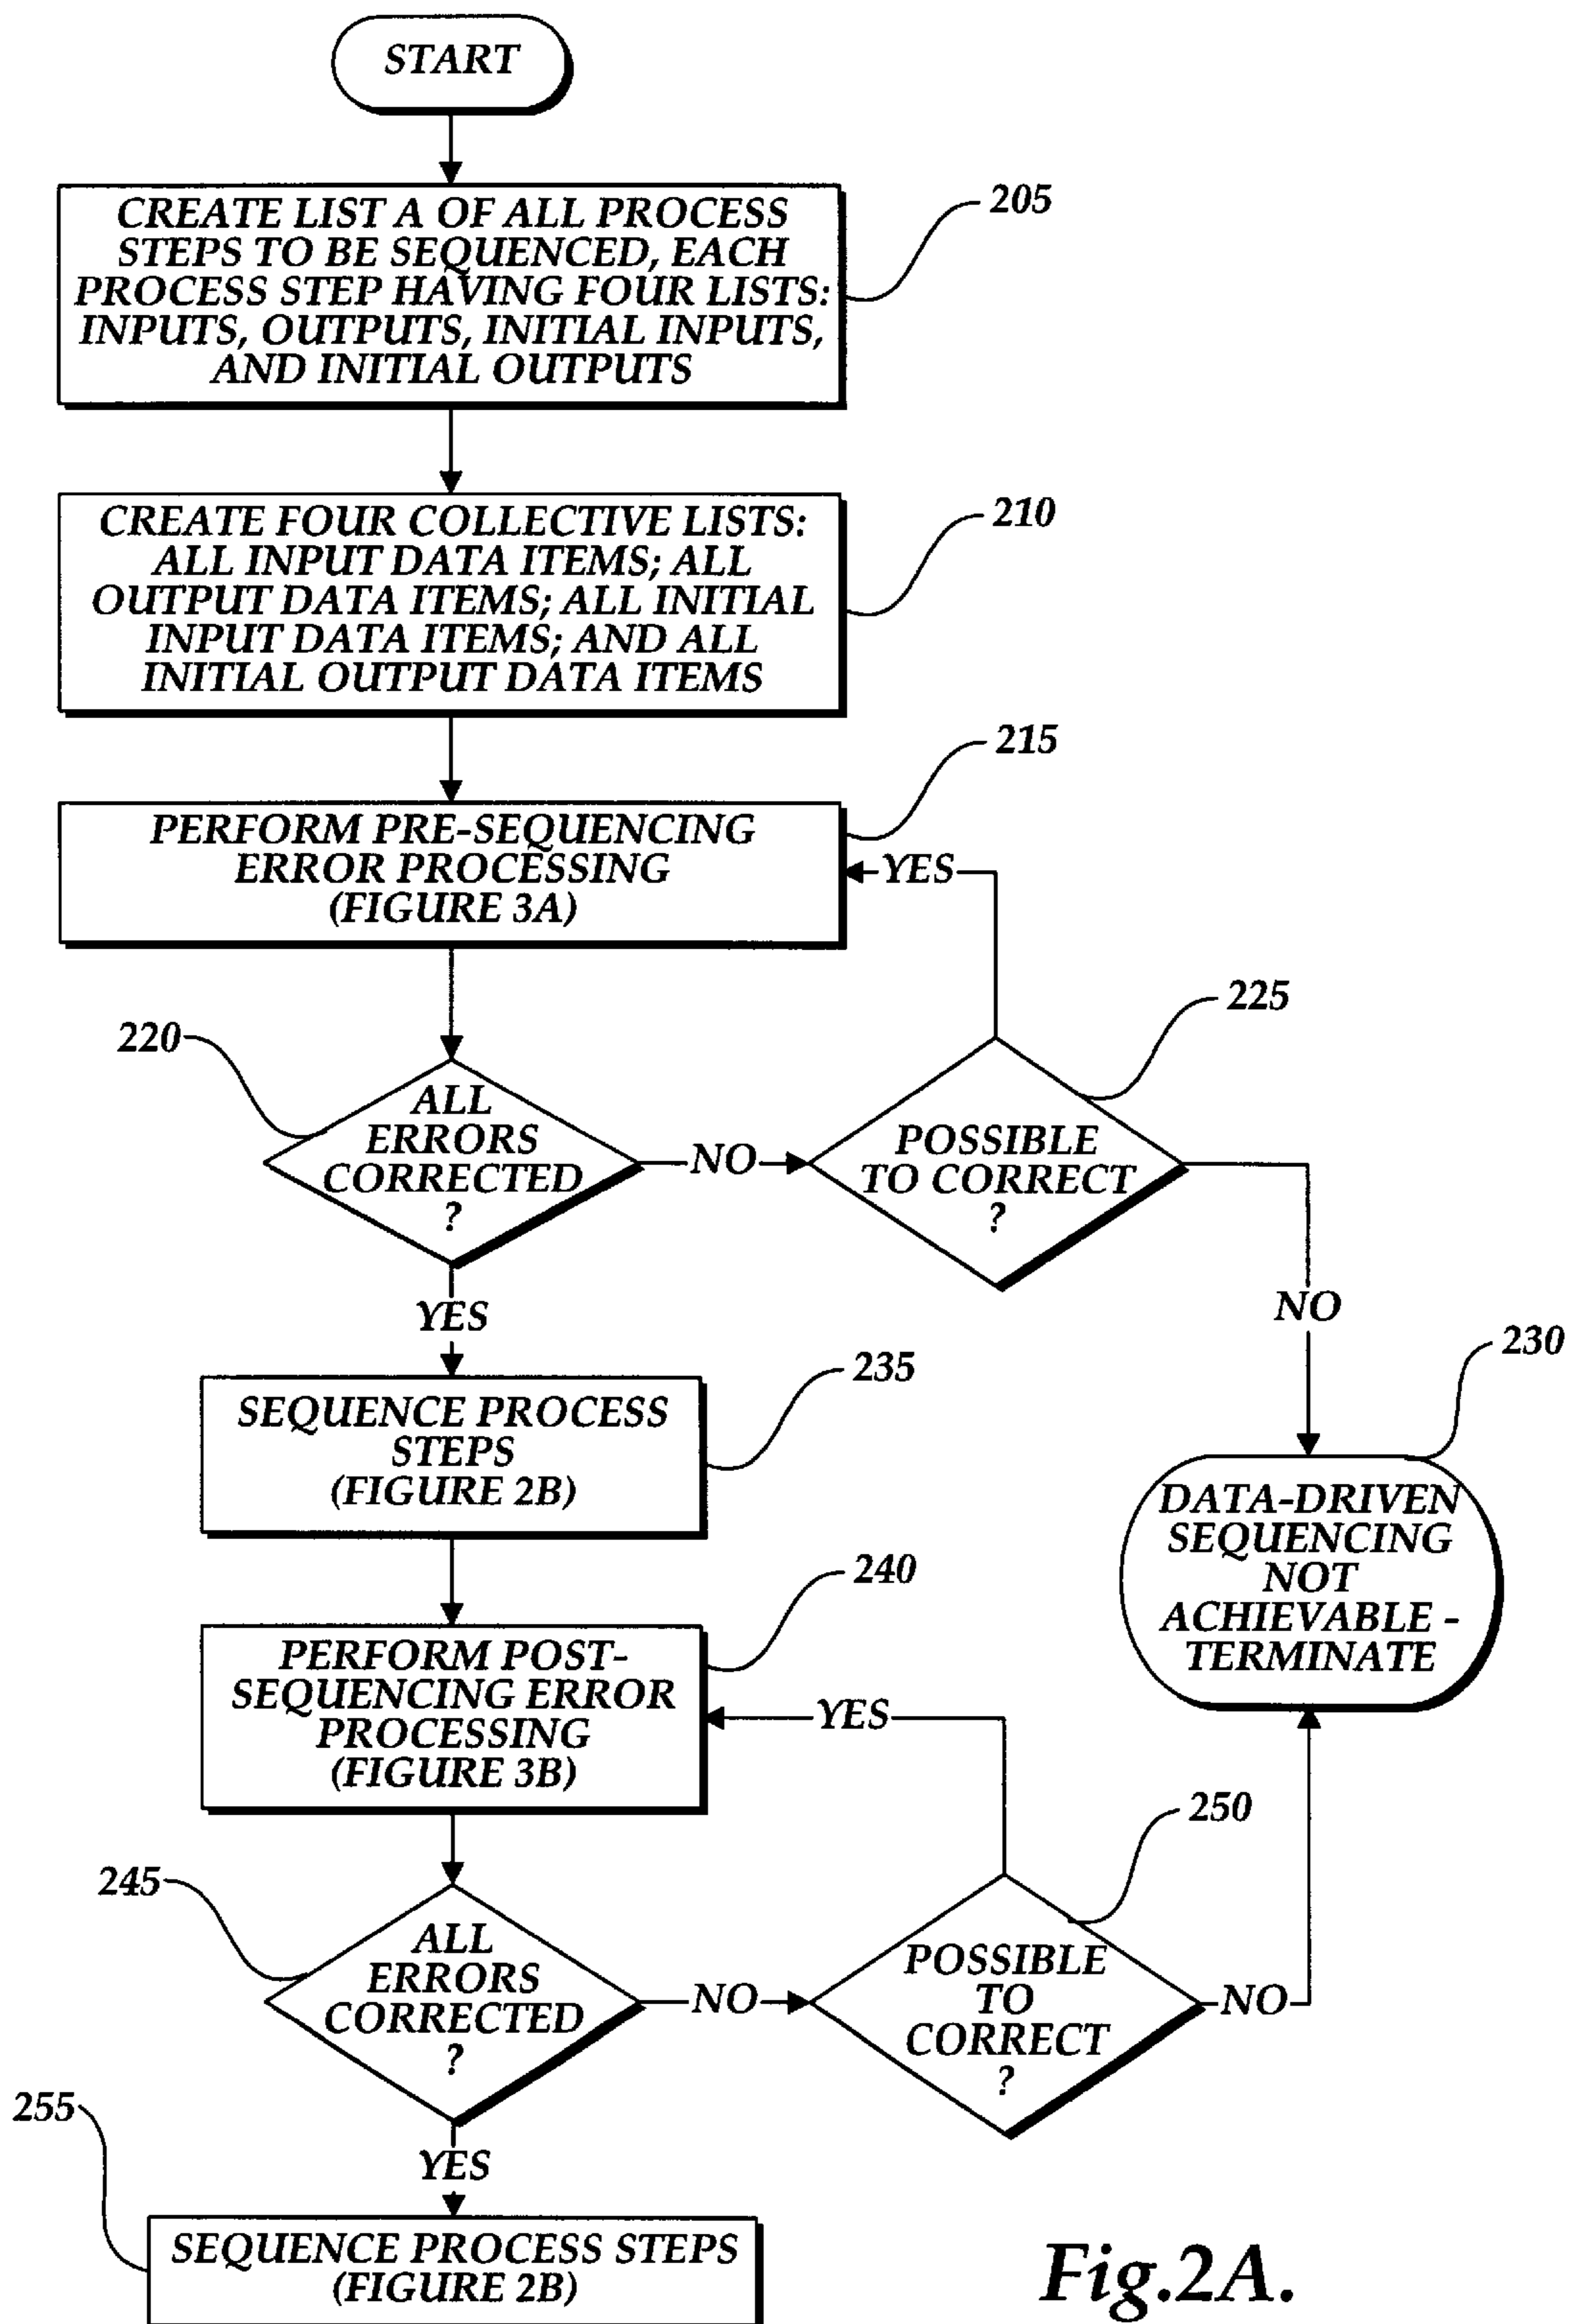 START
CREATE LIST A OF ALL PROCESS
STEPS TO BE SEQUENCED, EACH
PROCESS STEP HAVING FOUR LISTS:
INPUTS, OUTPUTS, INITIAL INPUTS,
AND INITIAL OUTPUTS
205
CREATE FOUR COLLECTIVE LISTS:
ALL INPUT DATA ITEMS; ALL
OUTPUT DATA ITEMS; ALL INITIAL
INPUT DATA ITEMS; AND ALL
INITIAL OUTPUT DATA ITEMS
210
215
PERFORM PRE-SEQUENCING
ERROR PROCESSING
(FIGURE 3A)
YES
220
ALL
ERRORS
CORRECTED
?
NO
225
POSSIBLE
TO CORRECT
?
NO
YES
230
DATA-DRIVEN
SEQUENCING
NOT
ACHIEVABLE -
TERMINATE
235
SEQUENCE PROCESS
STEPS
(FIGURE 2B)
240
PERFORM POST-
SEQUENCING ERROR
PROCESSING
(FIGURE 3B)
YES
245
ALL
ERRORS
CORRECTED
?
NO
250
POSSIBLE
TO
CORRECT
?
NO
YES
255
SEQUENCE PROCESS STEPS
(FIGURE 2B)
Fig.2A.